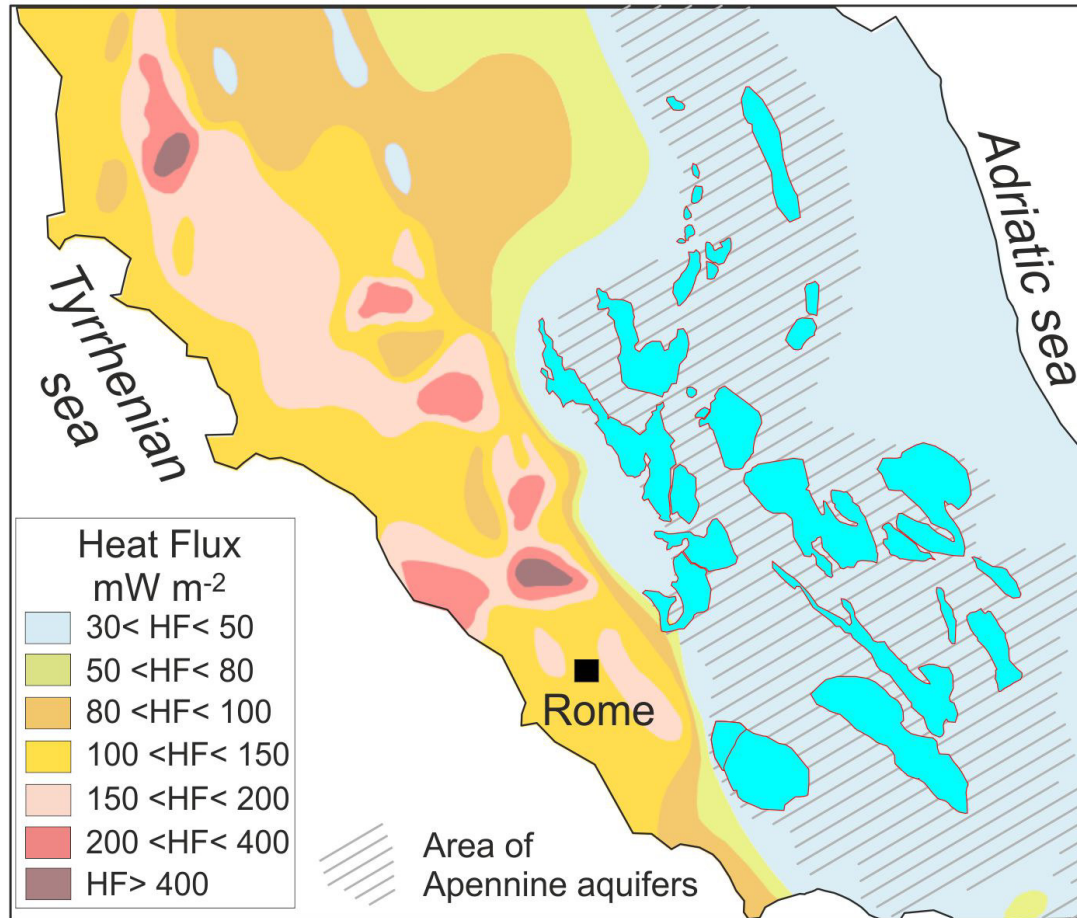 Adriatic sea
Tyrrhenian
sea
Heat Flux
mW m-2
30< HF< 50
50 <HF< 80
80 <HF< 100
100 <HF< 150
150 <HF< 200
200 <HF< 400
HF> 400
Rome
Area of
Apennine aquifers